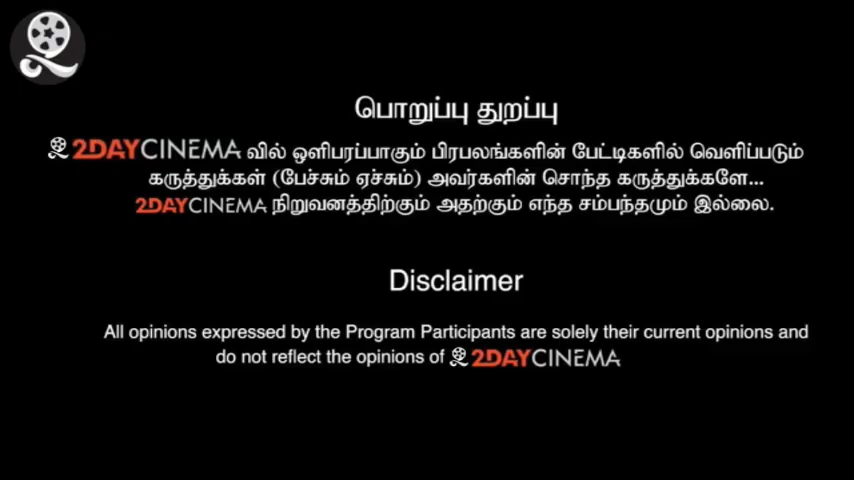 பொறுப்பு துறப்பு
2DAYCINEMA வில் ஒளிபரப்பாகும் பிரபலங்களின் பேட்டிகளில் வெளிப்படும்
கருத்துக்கள் (பேச்சும் ஏச்சும்) அவர்களின் சொந்த கருத்துக்களே...
2DAYCINEMA நிறுவனத்திற்கும் அதற்கும் எந்த சம்பந்தமும் இல்லை.
Disclaimer
All opinions expressed by the Program Participants are solely their current opinions and
do not reflect the opinions of 2DAYCINEMA